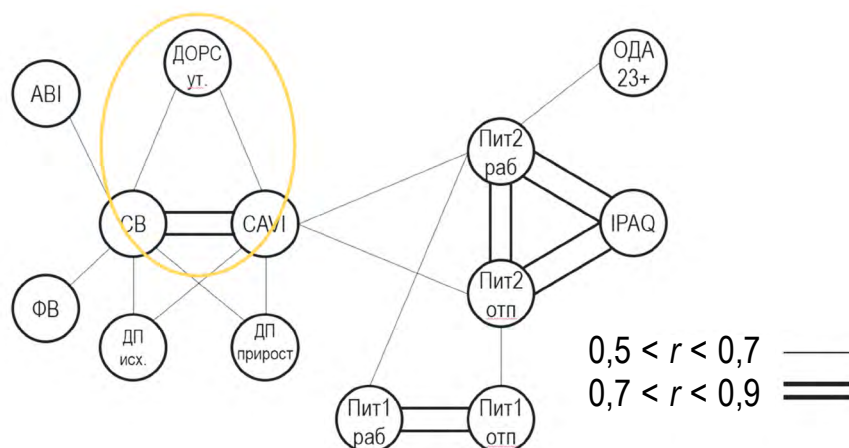 ДОРС
ут.
ОДА
23+
ABI
Пит2
раб
СВ
CAVI
IPAQ
Пит2
отп
ФВ
ДП
исх.
ДП
прирост
0,5 < r < 0,7
0,7 < r < 0,9
Пит1
раб
Пит1
отп